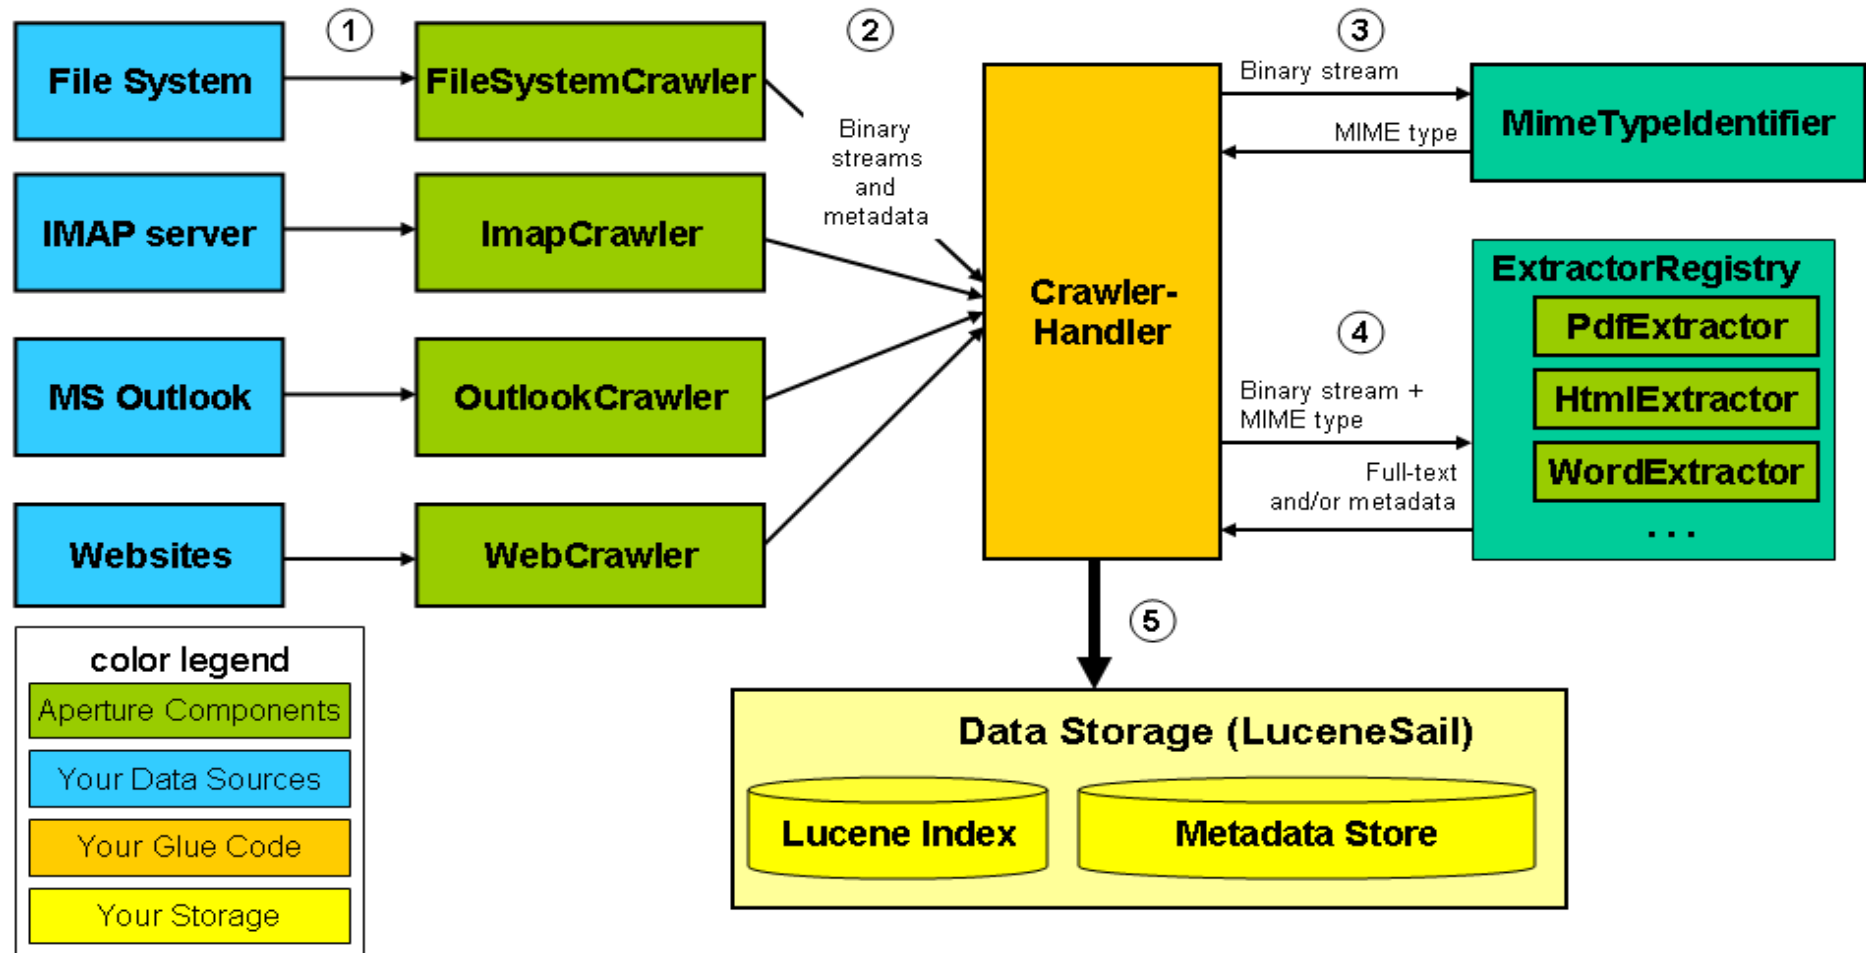 1
2
3
File System
FileSystemCrawler
Binary stream
MimeTypeIdentifier
MIME type
Binary
streams
and
metadata
IMAP server
ImapCrawler
Crawler-
Handler
ExtractorRegistry
PdfExtractor
HtmlExtractor
WordExtractor
. . .
4
Binary stream +
MIME type
Full-text
and/or metadata
MS Outlook
OutlookCrawler
Websites
WebCrawler
5
color legend
Aperture Components
Your Data Sources
Your Glue Code
Your Storage
Data Storage (LuceneSail)
Lucene Index
Metadata Store